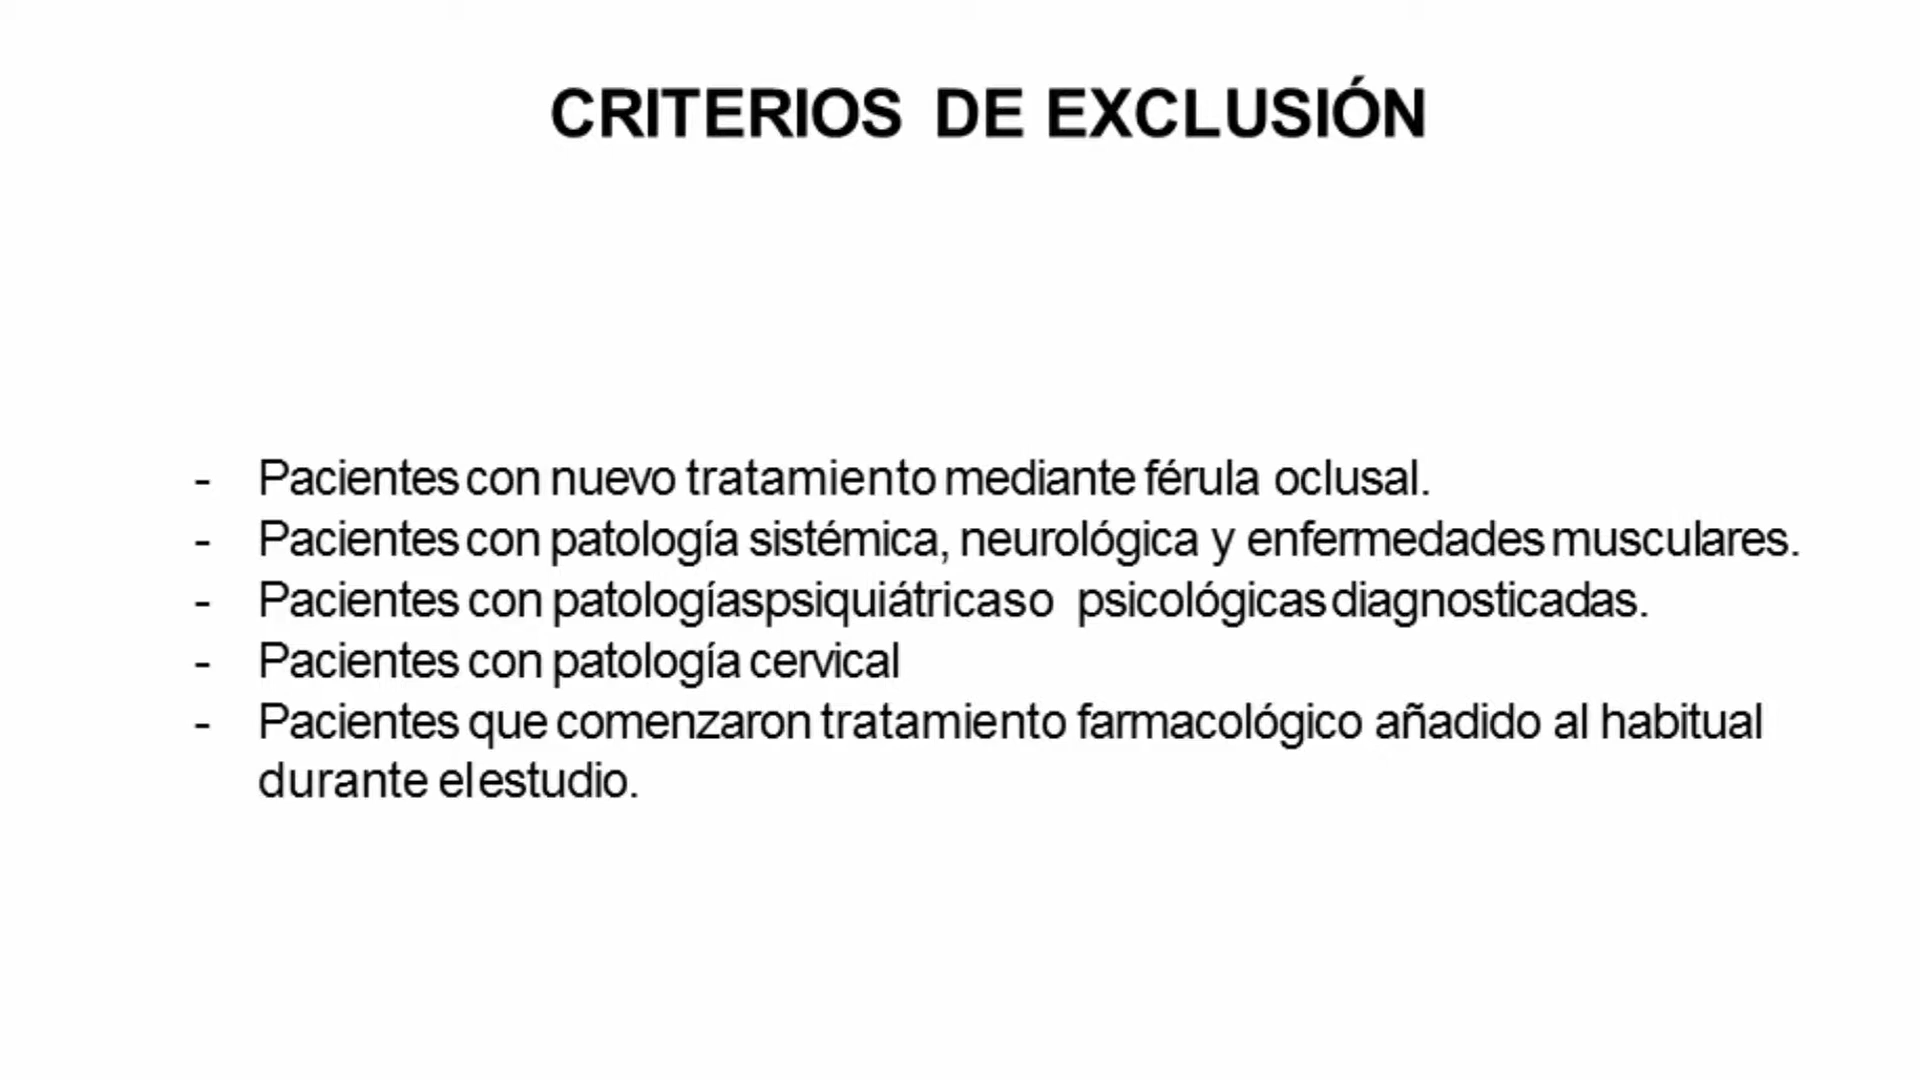 CRITERIOS DE EXCLUSIÓN
- Pacientes con nuevo tratamiento mediante férula oclusal.
- Pacientes con patología sistémica, neurológica y enfermedades musculares.
- Pacientes con patologías psiquiátricas o psicológicas diagnosticadas.
- Pacientes con patología cervical
- Pacientes que comenzaron tratamiento farmacológico añadido al habitual
durante el estudio.